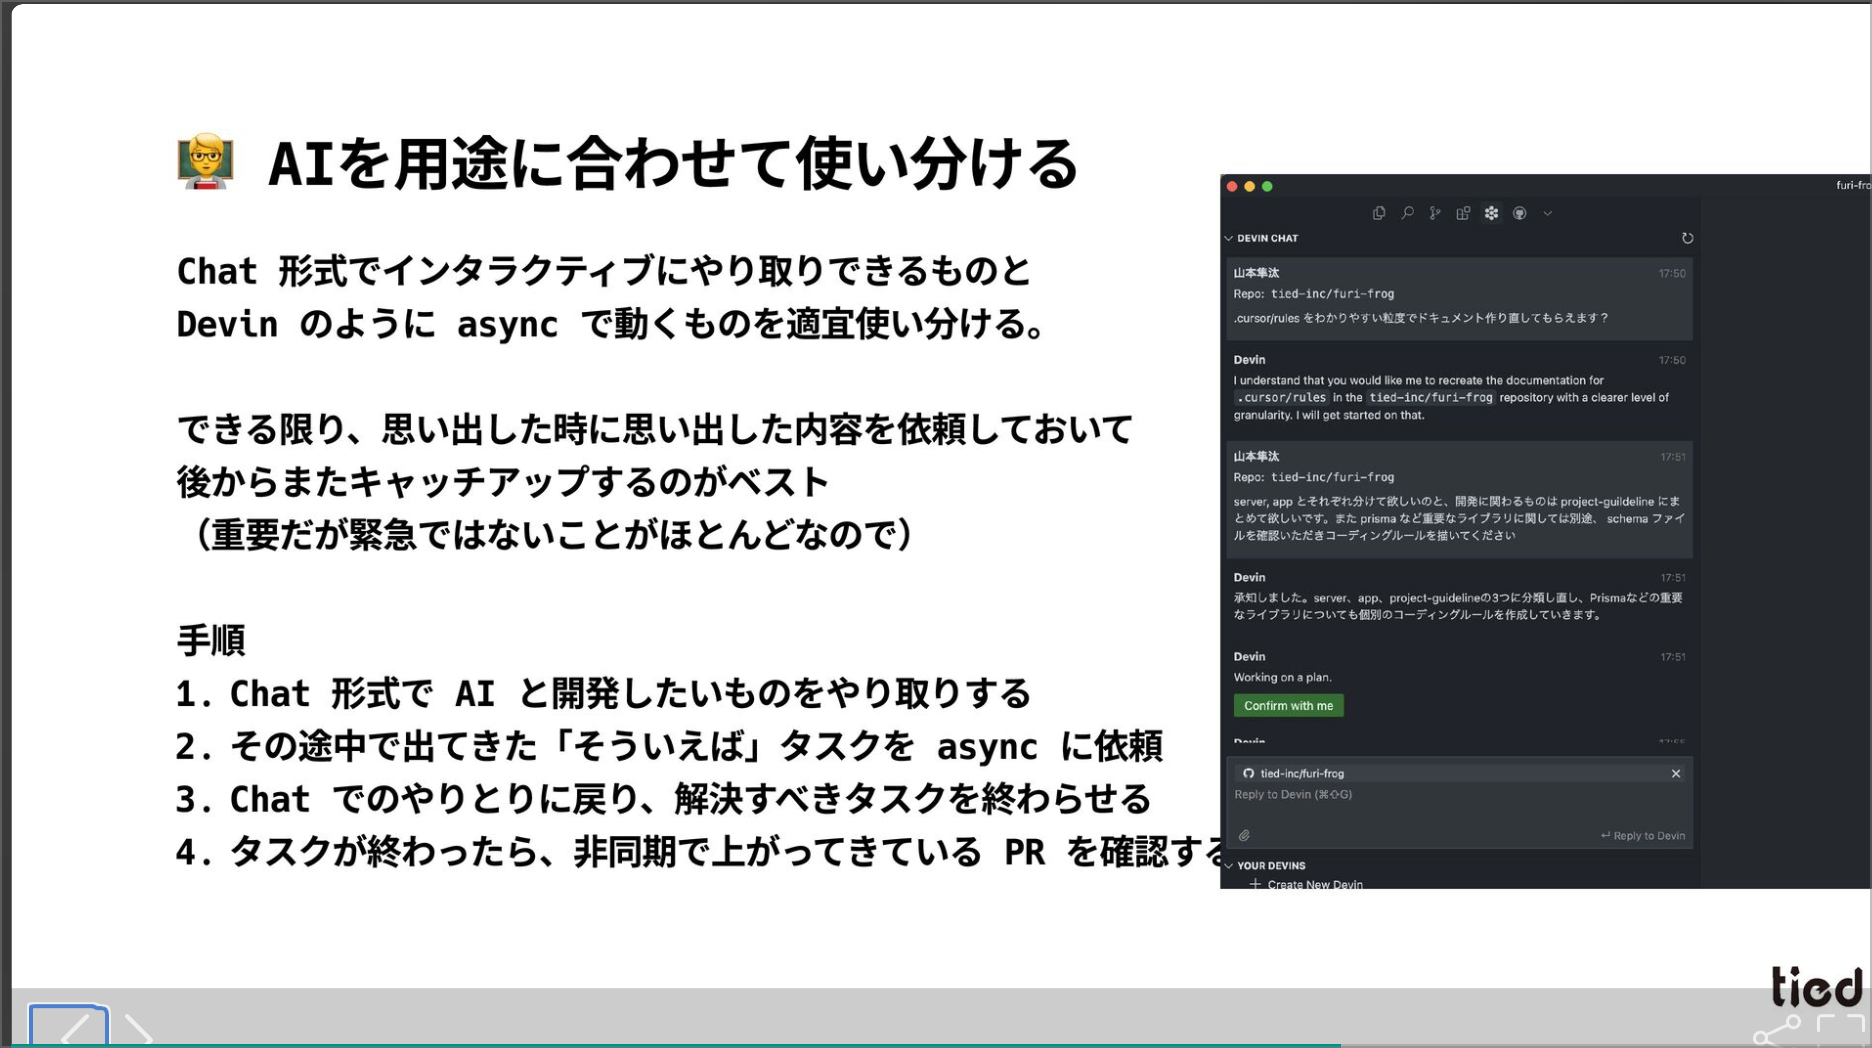 AIを用途に合わせて使い分ける
Chat 形式でインタラクティブにやり取りできるものと
Devin のように async で動くものを適宜使い分ける。
できる限り、思い出した時に思い出した内容を依頼しておいて
後からまたキャッチアップするのがベスト
（重要だが緊急ではないことがほとんどなので）
手順
1. Chat 形式で AI と開発したいものをやり取りする
2. その途中で出てきた「そういえば」タスクを async に依頼
3. Chat でのやりとりに戻り、解決すべきタスクを終わらせる
4. タスクが終わったら、非同期で上がってきている PR を確認する
furi-fro
DEVIN CHAT
山本隼汰 17:50
Repo: tied-inc/furi-frog
.cursor/rules をわかりやすい粒度でドキュメント作り直してもらえます？
Devin 17:50
I understand that you would like me to recreate the documentation for
.cursor/rules in the tied-inc/furi-frog repository with a clearer level of
granularity. I will get started on that.
山本隼汰 17:51
Repo: tied-inc/furi-frog
server, app とそれぞれ分けて欲しいのと、開発に関わるものは project-guildeline にま
とめて欲しいです。また prisma など重要なライブラリに関しては別途、 schema ファイ
ルを確認いただきコーディングルールを描いてください
Devin 17:51
承知しました。server、app、project-guidelineの3つに分類し直し、Prismaなどの重要
なライブラリについても個別のコーディングルールを作成していきます。
Devin 17:51
Working on a plan.
Confirm with me
Devin
tied-inc/furi-frog
Reply to Devin (⌘⇧G)
Reply to Devin
YOUR DEVINS
Create New Devin
tied